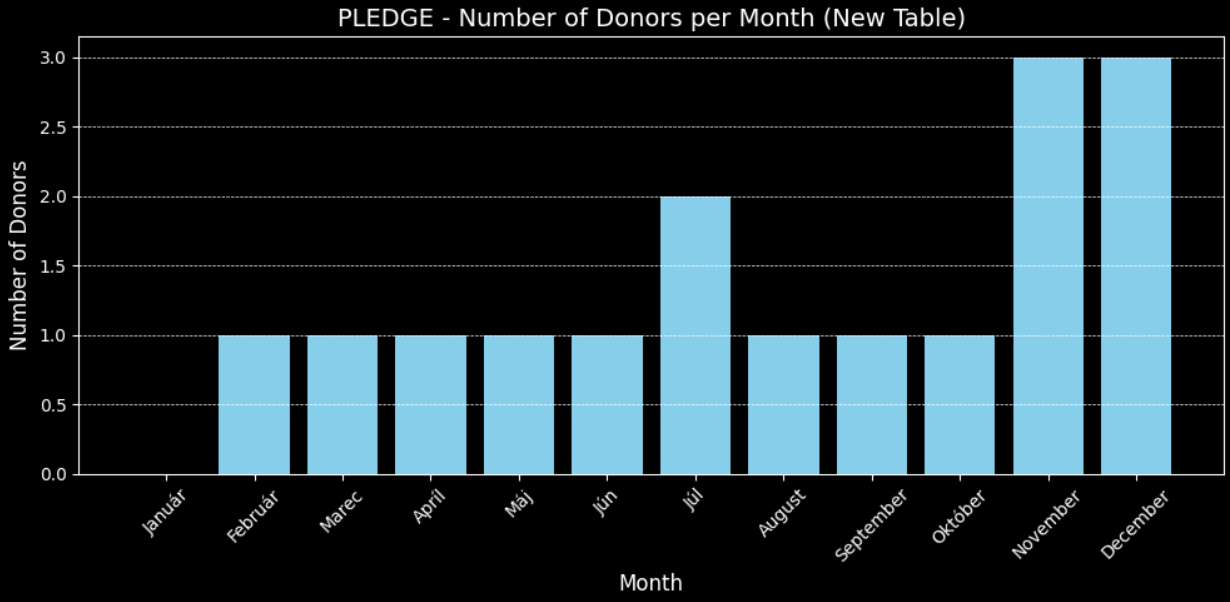 PLEDGE - Number of Donors per Month (New Table)
Number of Donors
3.0
2.5
2.0
1.5
1.0
0.5
0.0
Január
Február
Marec
Apríl
Máj
Jún
Júl
August
September
Október
November
December
Month